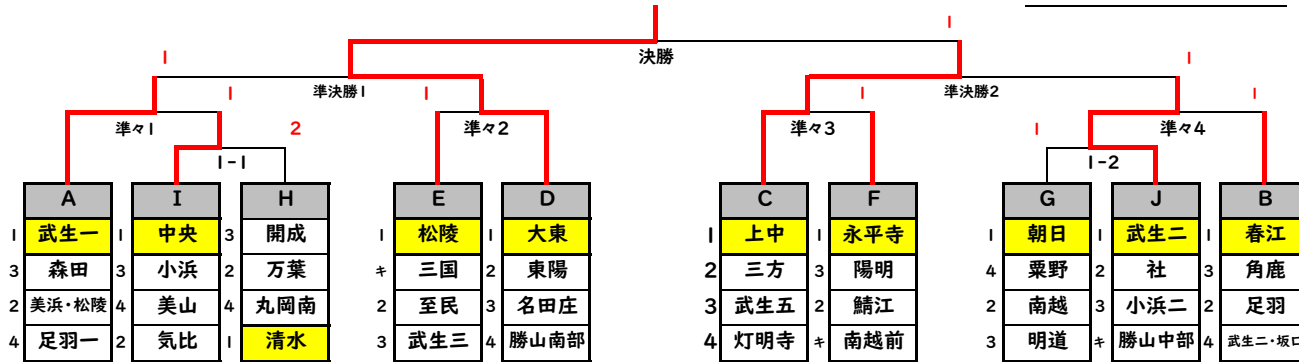 1
決勝
1 1
準決勝1 準決勝2
1 1 1 1
準々1 2 準々2 準々3 1 準々4
1-1 1-2
A I H E D C F G J B
1 武生一 1 中央 3 開成 1 松陵 1 大東 1 上中 1 永平寺 1 朝日 1 武生二 1 春江
3 森田 3 小浜 2 万葉 キ 三国 2 東陽 2 三方 3 陽明 4 粟野 2 社 3 角鹿
2 美浜・松陵 4 美山 4 丸岡南 2 至民 3 名田庄 3 武生五 2 鯖江 2 南越 3 小浜二 2 足羽
4 足羽一 2 気比 1 清水 3 武生三 4 勝山南部 4 灯明寺 キ 南越前 3 明道 キ 勝山中部 4 武生二・坂口